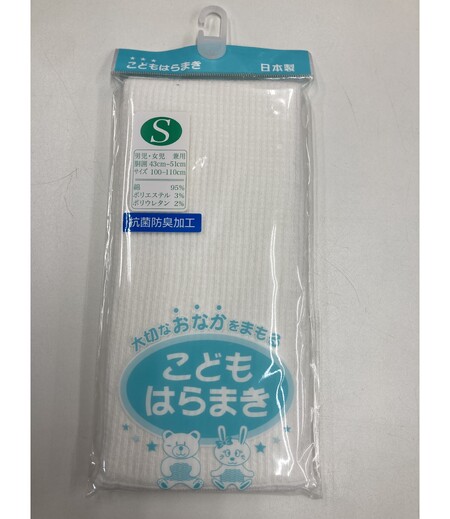 こどもはらまき
日本製
S
男児・女児 兼用
胴囲 43cm~51cm
サイズ 100~110cm
綿 95%
ポリエステル 3%
ポリウレタン 2%
抗菌防臭加工
大切なおなかをまもる
こども
はらまき